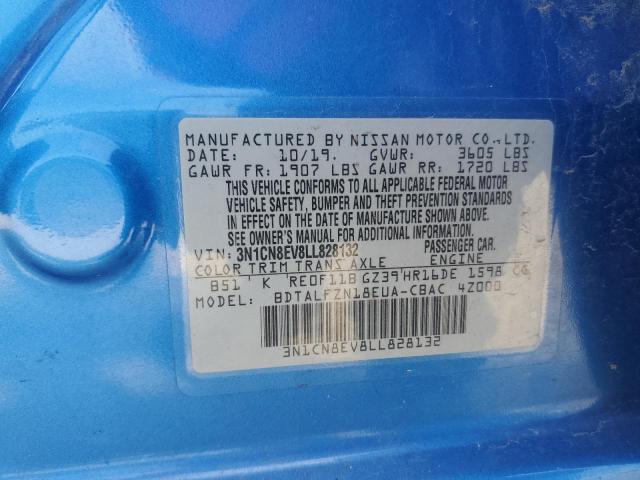 MANUFACTURED BY NISSAN MOTOR CO.,LTD.
DATE: 10/19. GVWR: 3605 LBS
GAWR FR: 1907 LBS GAWR RR: 1720 LBS
THIS VEHICLE CONFORMS TO ALL APPLICABLE FEDERAL MOTOR
VEHICLE SAFETY, BUMPER AND THEFT PREVENTION STANDARDS
IN EFFECT ON THE DATE OF MANUFACTURE SHOWN ABOVE.
SEE OWNER'S MANUAL FOR ADDITIONAL INFORMATION.
VIN: 3N1CN8EV8LL828132 PASSENGER CAR
COLOR TRIM TRANS AXLE ENGINE
B51 K RE0F11B GZ39 HR16DE 1598 CC
MODEL: BDTALFZN18EUA-CBAC 4Z000
3N1CN8EV8LL828132